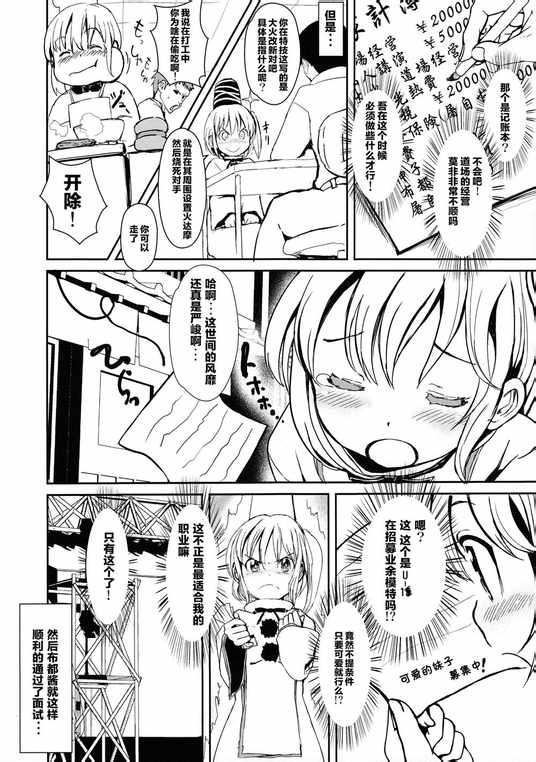 那个是记账本
不会吧！
道场的经营
莫非非常不顺吗
吾在这个时候
必须做些什么才行！
¥200000
¥5000
¥20000
¥200000
但是···
你在特技这写的是
大火改新对吧
具体是指什么呢？
就是在其周围设置火达摩
然后烧死对手
你可以
走了
我说在打工中
你为啥在偷吃啊！
开除！
哈啊···这世间的风靡
还真是严峻啊···
トホホ···
嗯？
这 这个是 U-1
在招募业余模特吗？
可爱的妹子
募集中！
竟然不提条件
只要可爱就行么！？
这不正是最适合我的
职业嘛
只有这个了！
然后布都酱就这样
顺利的通过了面试···